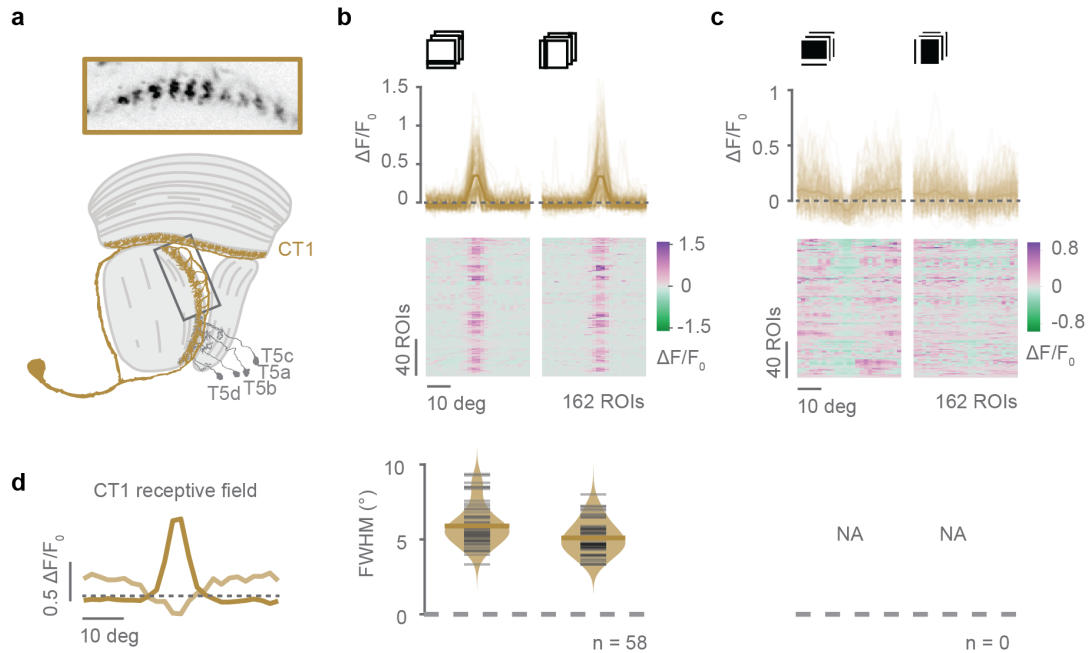 a
CT1
T5c
T5a
T5b
T5d
b
1.5
1
0.5
0
ΔF/F0
1.5
0
-1.5
ΔF/F0
40 ROIs
10 deg
162 ROIs
c
1
0.5
0
ΔF/F0
0.8
0
-0.8
ΔF/F0
40 ROIs
10 deg
162 ROIs
d
CT1 receptive field
0.5 ΔF/F0
10 deg
10
5
0
FWHM (°)
n = 58
NA
NA
n = 0